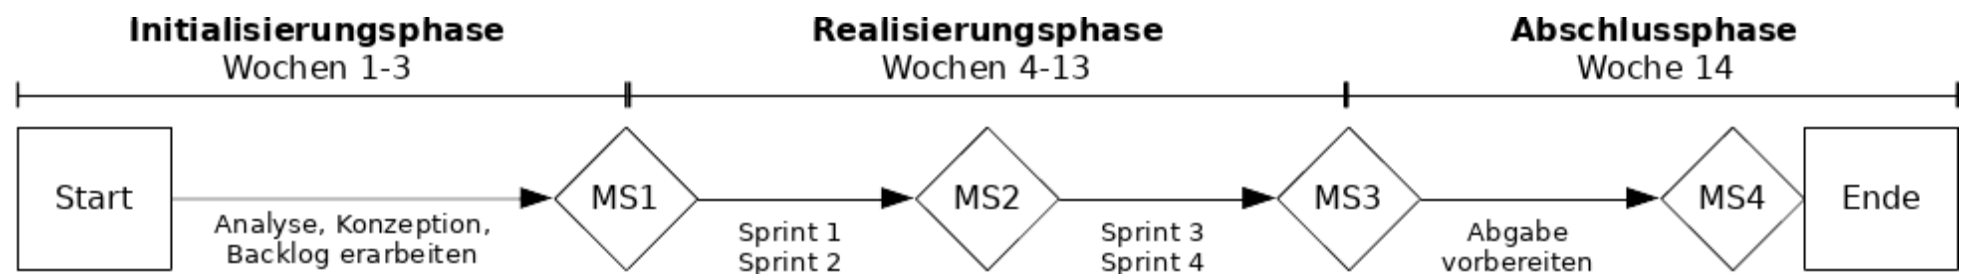 Initialisierungsphase
Wochen 1-3
Realisierungsphase
Wochen 4-13
Abschlussphase
Woche 14
Start
Analyse, Konzeption,
Backlog erarbeiten
MS1
Sprint 1
Sprint 2
MS2
Sprint 3
Sprint 4
MS3
Abgabe
vorbereiten
MS4
Ende